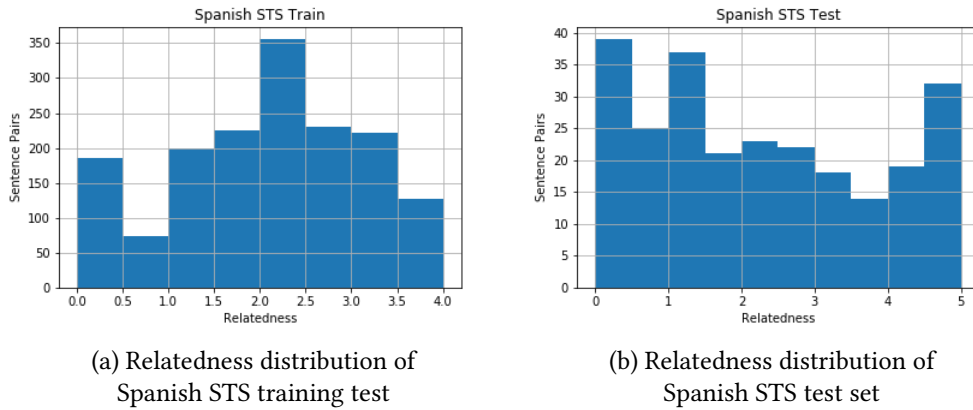 Spanish STS Train
350
300
250
200
150
100
50
0
Sentence Pairs
0.0 0.5 1.0 1.5 2.0 2.5 3.0 3.5 4.0
Relatedness
(a) Relatedness distribution of
Spanish STS training test
Spanish STS Test
40
35
30
25
20
15
10
5
0
Sentence Pairs
0 1 2 3 4 5
Relatedness
(b) Relatedness distribution of
Spanish STS test set